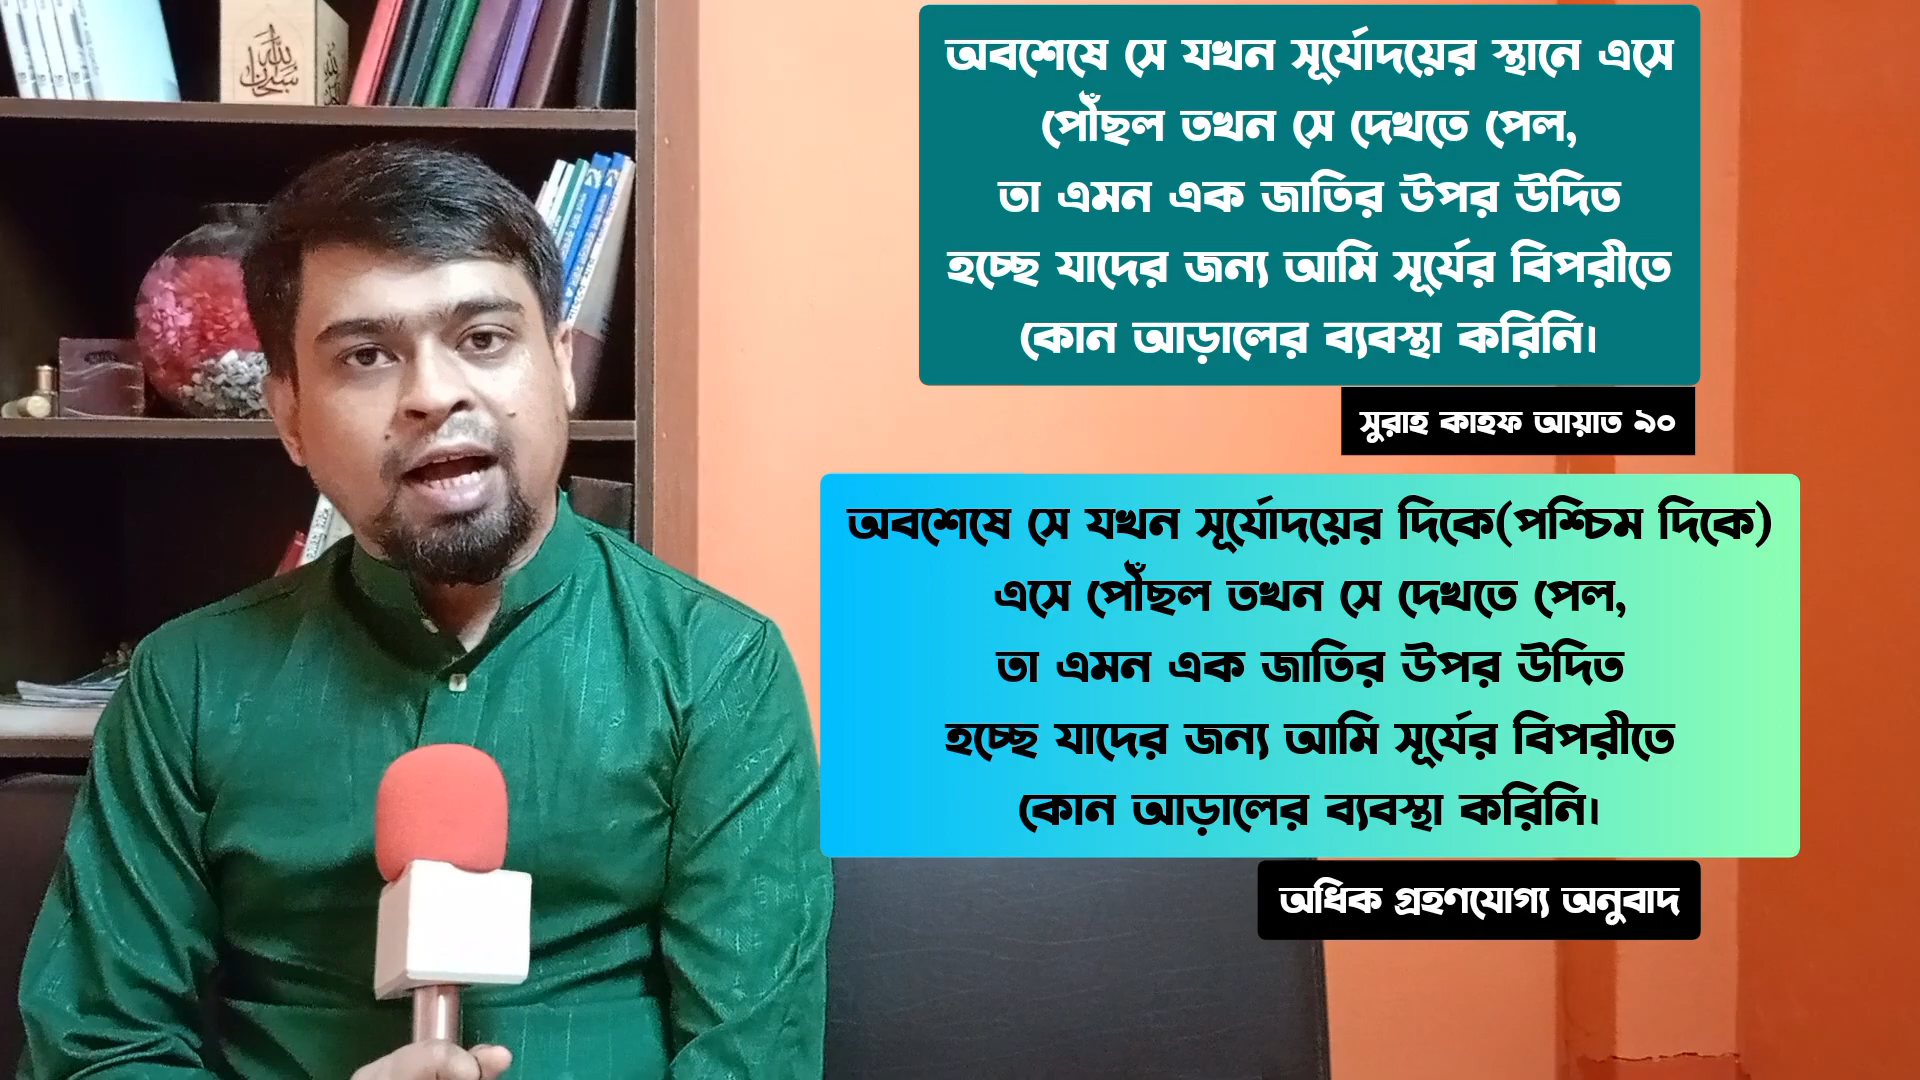 سبحان الله
অবশেষে সে যখন সূর্যোদয়ের স্থানে এসে
পৌঁছল তখন সে দেখতে পেল,
তা এমন এক জাতির উপর উদিত
হচ্ছে যাদের জন্য আমি সূর্যের বিপরীতে
কোন আড়ালের ব্যবস্থা করিনি।
সুরাহ কাহফ আয়াত ৯০
অবশেষে সে যখন সূর্যোদয়ের দিকে(পশ্চিম দিকে)
এসে পৌঁছল তখন সে দেখতে পেল,
তা এমন এক জাতির উপর উদিত
হচ্ছে যাদের জন্য আমি সূর্যের বিপরীতে
কোন আড়ালের ব্যবস্থা করিনি।
অধিক গ্রহণযোগ্য অনুবাদ